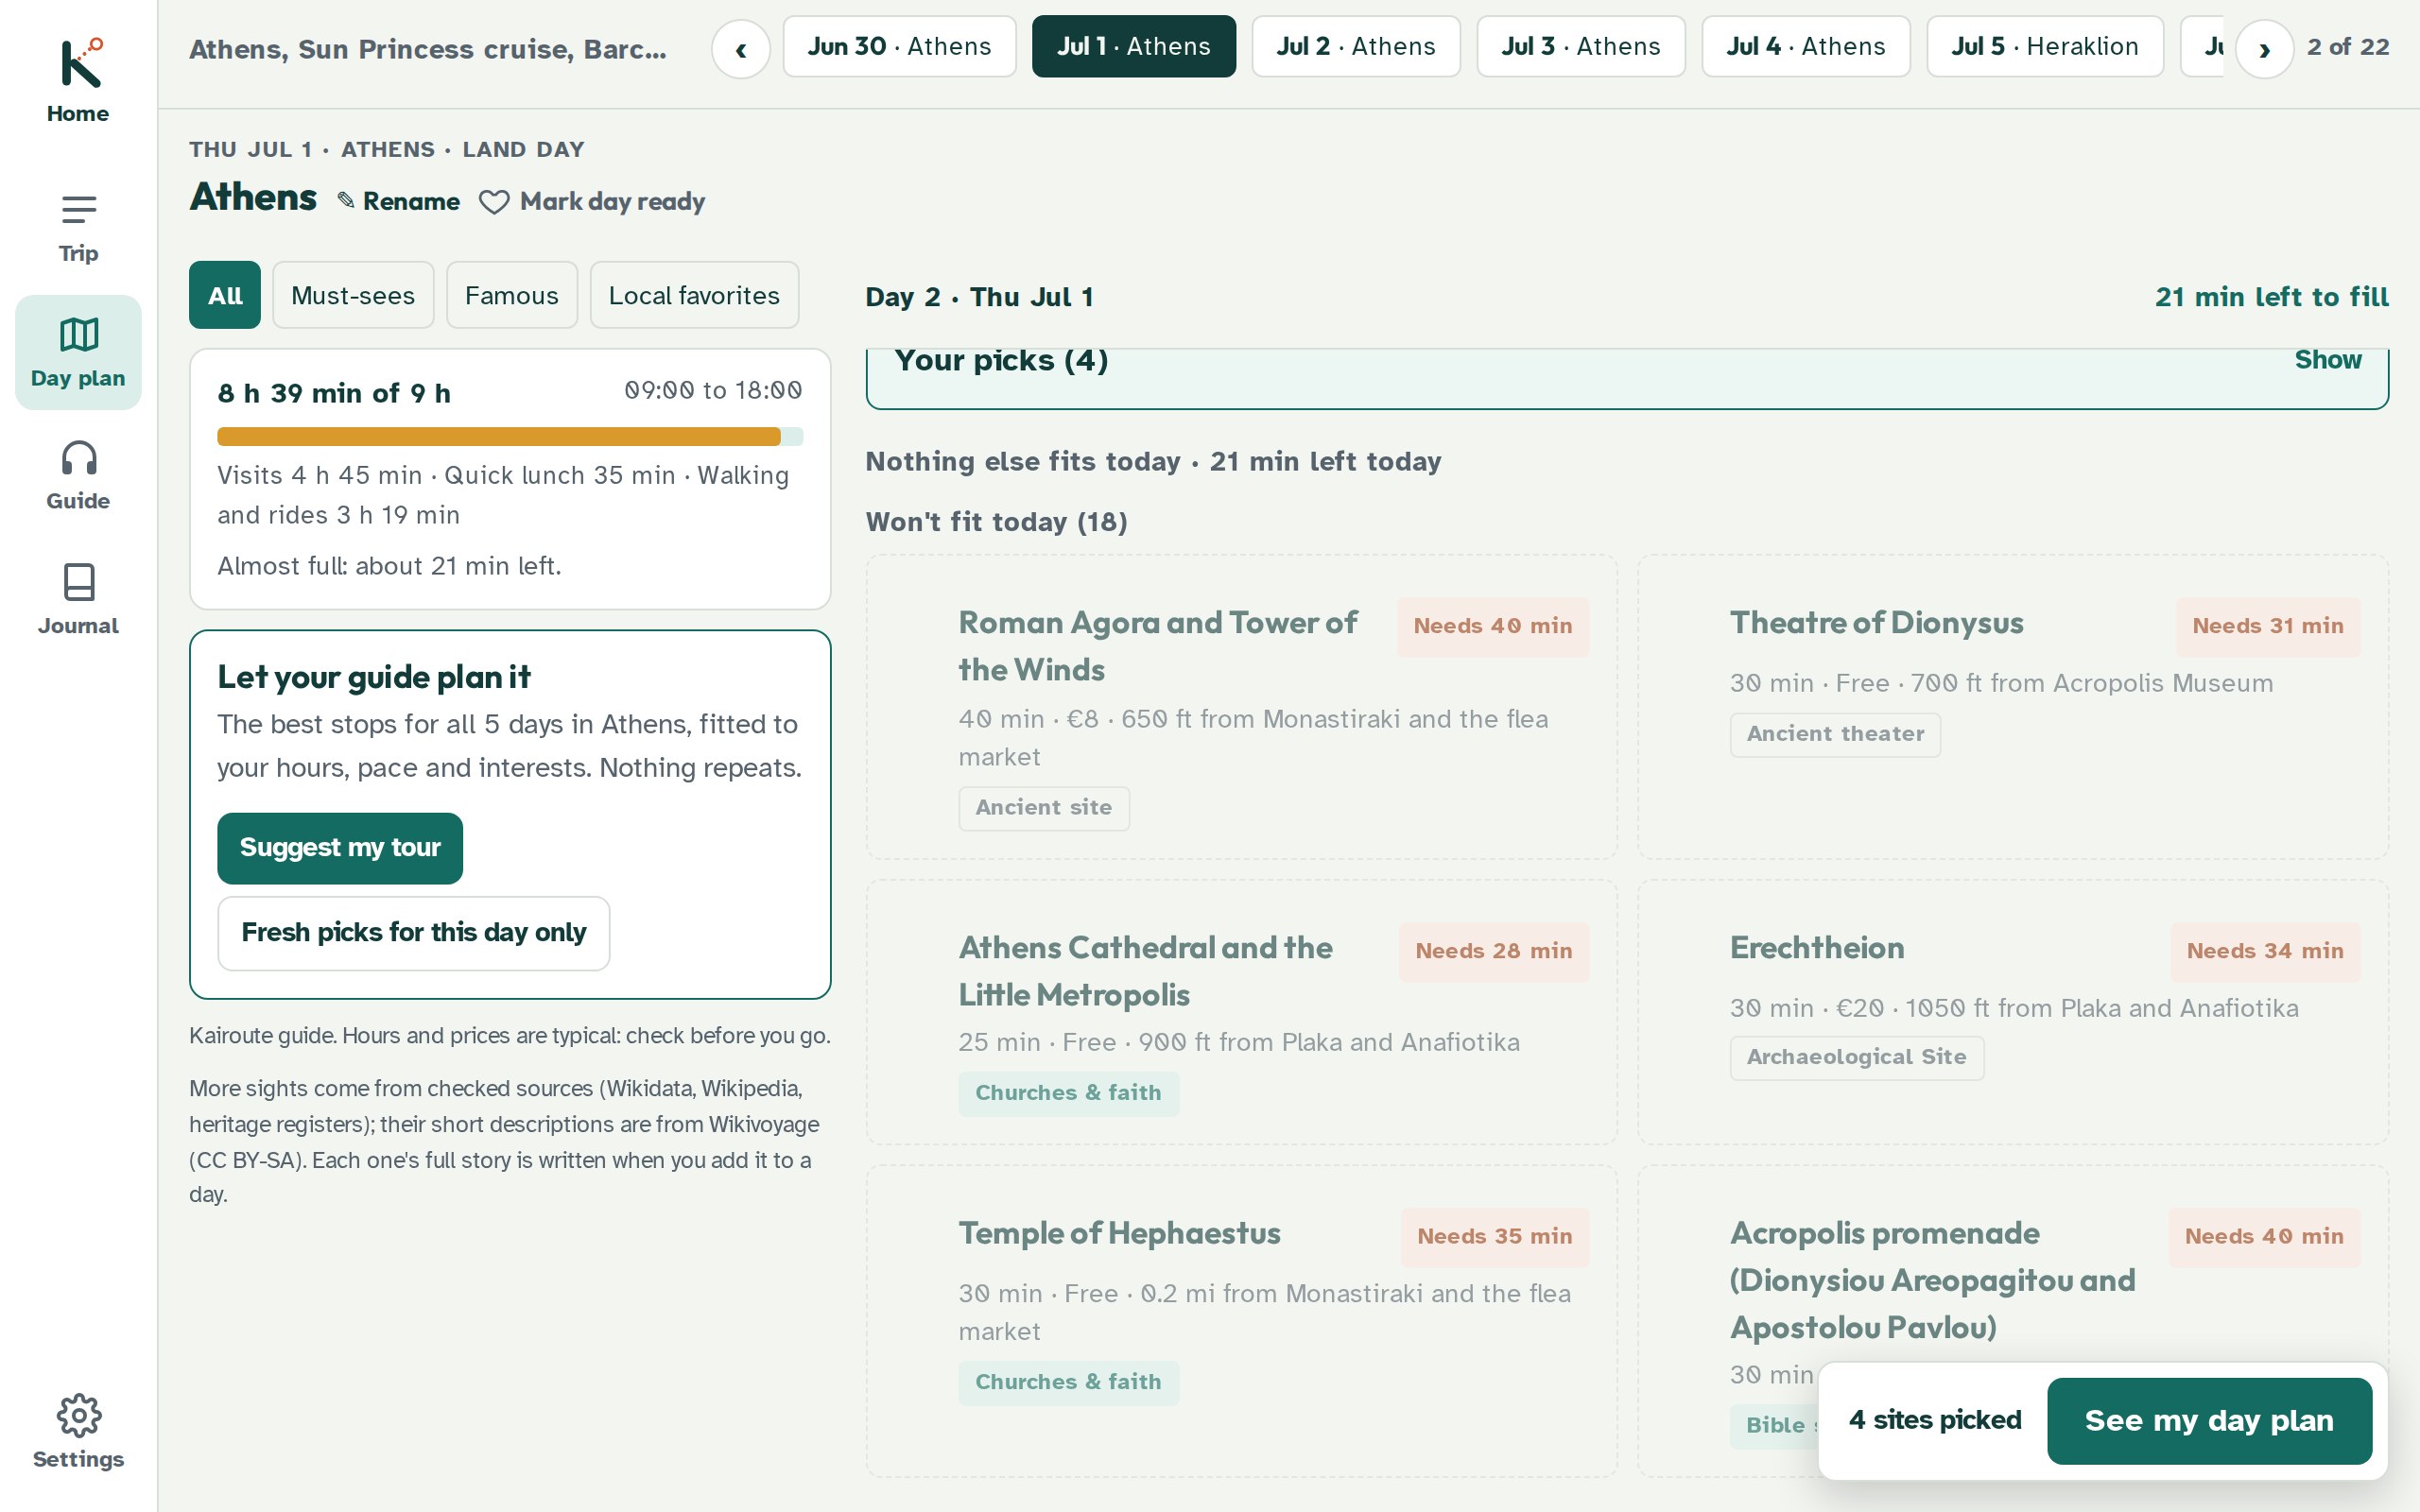 Home
Trip
Day plan
Guide
Journal
Settings
Athens, Sun Princess cruise, Barc...
‹
Jun 30 · Athens
Jul 1 · Athens
Jul 2 · Athens
Jul 3 · Athens
Jul 4 · Athens
Jul 5 · Heraklion
›
2 of 22
THU JUL 1 · ATHENS · LAND DAY
Athens
✎ Rename
Mark day ready
All
Must-sees
Famous
Local favorites
8 h 39 min of 9 h
09:00 to 18:00
Visits 4 h 45 min · Quick lunch 35 min · Walking
and rides 3 h 19 min
Almost full: about 21 min left.
Let your guide plan it
The best stops for all 5 days in Athens, fitted to
your hours, pace and interests. Nothing repeats.
Suggest my tour
Fresh picks for this day only
Kairoute guide. Hours and prices are typical: check before you go.
More sights come from checked sources (Wikidata, Wikipedia,
heritage registers); their short descriptions are from Wikivoyage
(CC BY-SA). Each one's full story is written when you add it to a
day.
Day 2 · Thu Jul 1
21 min left to fill
Your picks (4)
Show
Nothing else fits today · 21 min left today
Won't fit today (18)
Roman Agora and Tower of
the Winds
Needs 40 min
40 min · €8 · 650 ft from Monastiraki and the flea
market
Ancient site
Theatre of Dionysus
Needs 31 min
30 min · Free · 700 ft from Acropolis Museum
Ancient theater
Athens Cathedral and the
Little Metropolis
Needs 28 min
25 min · Free · 900 ft from Plaka and Anafiotika
Churches & faith
Erechtheion
Needs 34 min
30 min · €20 · 1050 ft from Plaka and Anafiotika
Archaeological Site
Temple of Hephaestus
Needs 35 min
30 min · Free · 0.2 mi from Monastiraki and the flea
market
Churches & faith
Acropolis promenade
(Dionysiou Areopagitou and
Apostolou Pavlou)
Needs 40 min
30 min
Bible
4 sites picked
See my day plan